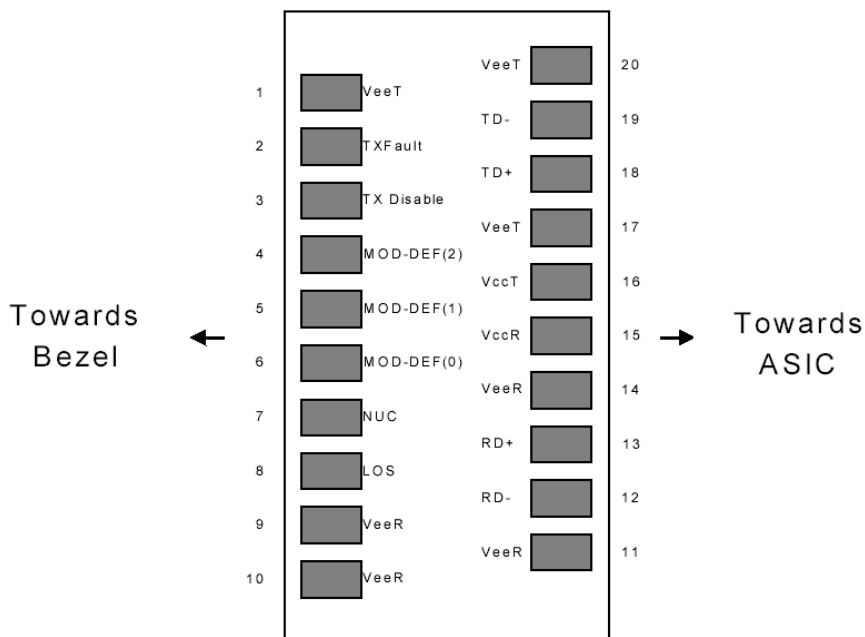 VeeT 20
1 VeeT
TD- 19
2 TXFault
TD+ 18
3 TX Disable
VeeT 17
4 MOD-DEF(2)
VccT 16
5 MOD-DEF(1)
Towards
Bezel
VccR 15
Towards
ASIC
6 MOD-DEF(0)
VeeR 14
7 NUC
RD+ 13
8 LOS
RD- 12
9 VeeR
VeeR 11
10 VeeR